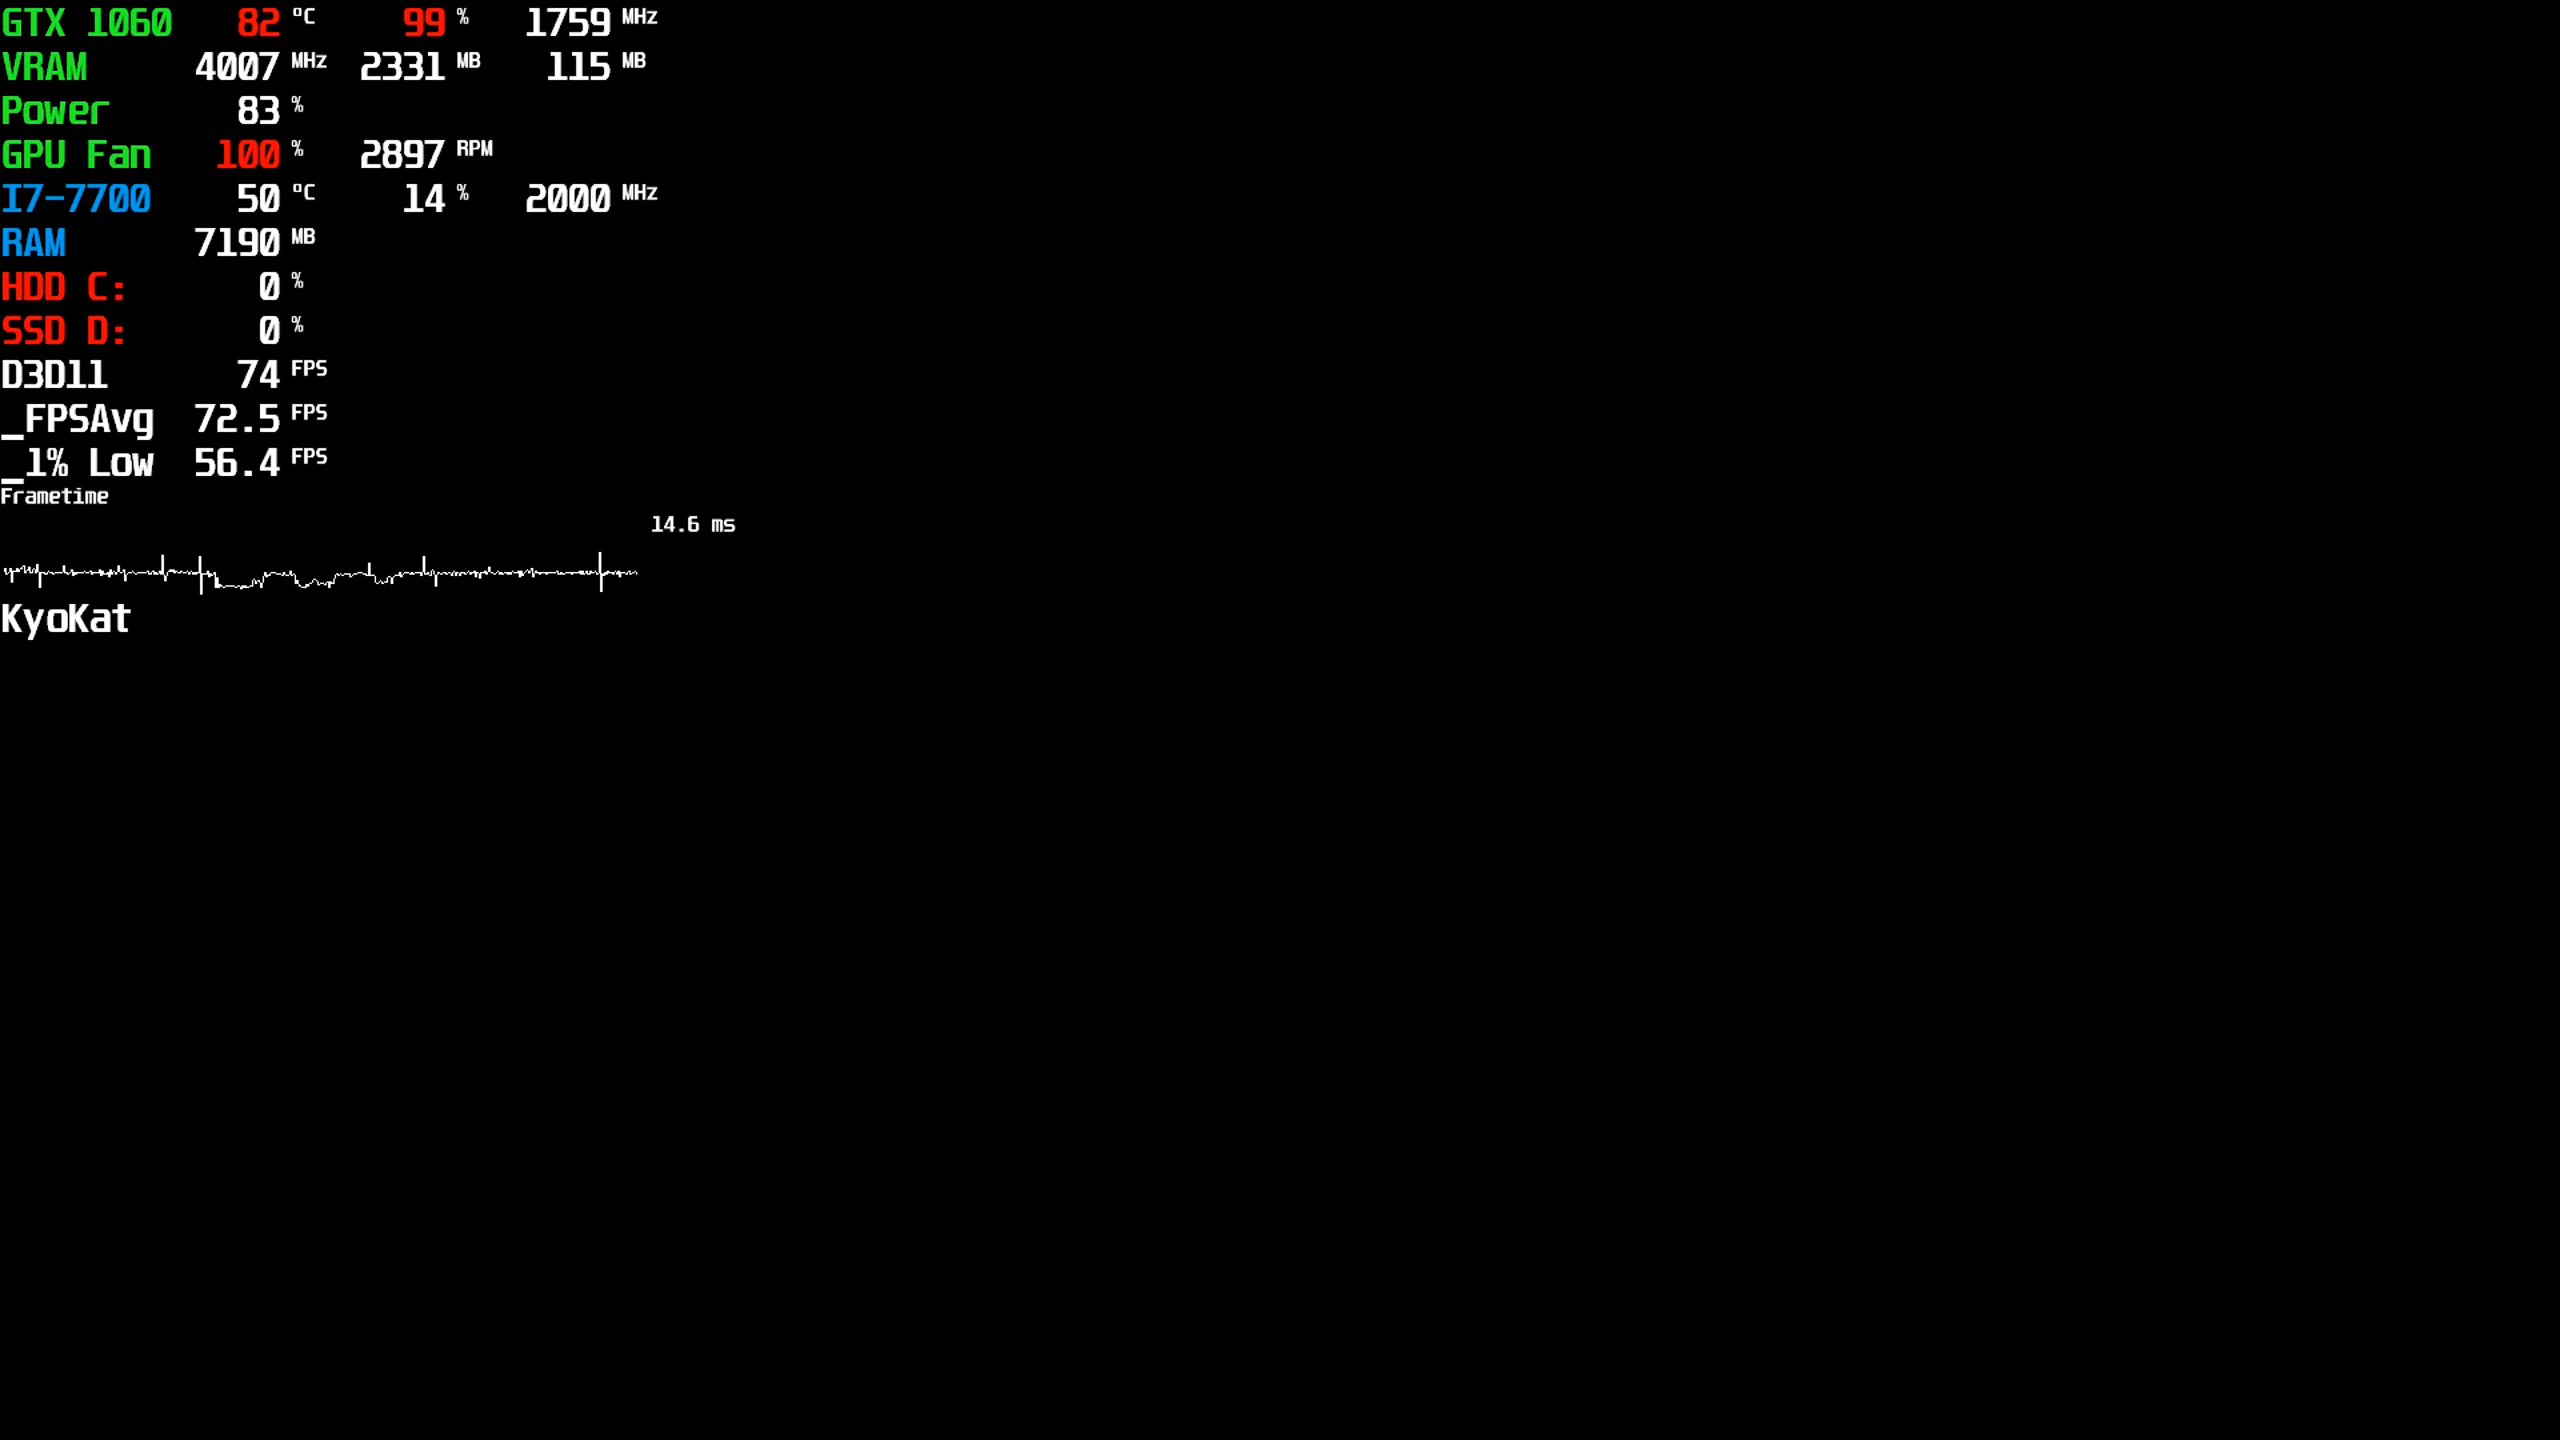 GTX 1060 82 °C 99 % 1759 MHz
VRAM 4007 MHz 2331 MB 115 MB
Power 83 %
GPU Fan 100 % 2897 RPM
I7-7700 50 °C 14 % 2000 MHz
RAM 7190 MB
HDD C: 0 %
SSD D: 0 %
D3D11 74 FPS
_FPSAvg 72.5 FPS
_1% Low 56.4 FPS
Frametime
14.6 ms
KyoKat